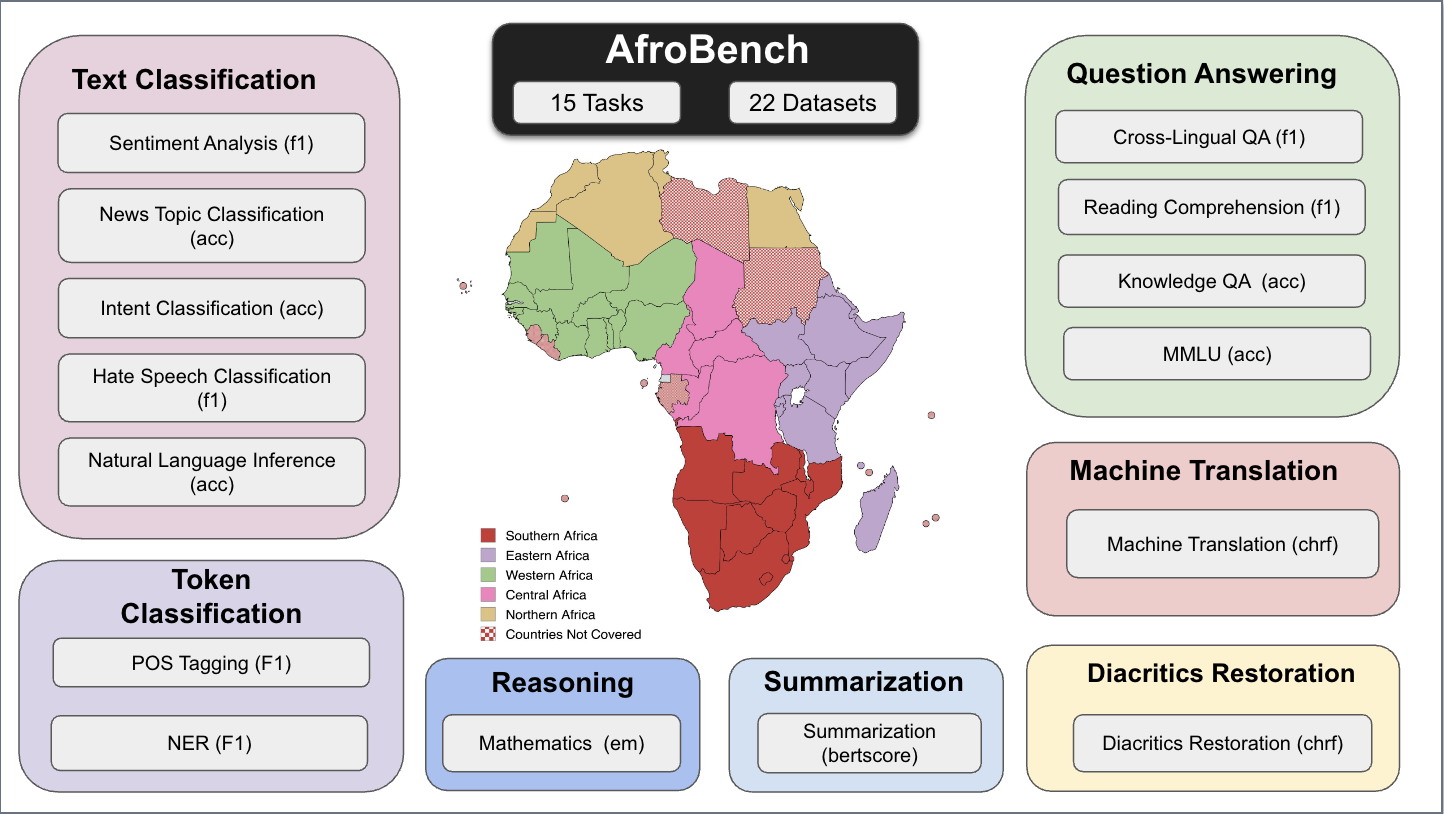 AfroBench
15 Tasks
22 Datasets
Text Classification
Sentiment Analysis (f1)
News Topic Classification
(acc)
Intent Classification (acc)
Hate Speech Classification
(f1)
Natural Language Inference
(acc)
Token
Classification
POS Tagging (F1)
NER (F1)
Southern Africa
Eastern Africa
Western Africa
Central Africa
Northern Africa
Countries Not Covered
Reasoning
Mathematics  (em)
Summarization
Summarization
(bertscore)
Question Answering
Cross-Lingual QA (f1)
Reading Comprehension (f1)
Knowledge QA  (acc)
MMLU (acc)
Machine Translation
Machine Translation (chrf)
Diacritics Restoration
Diacritics Restoration (chrf)